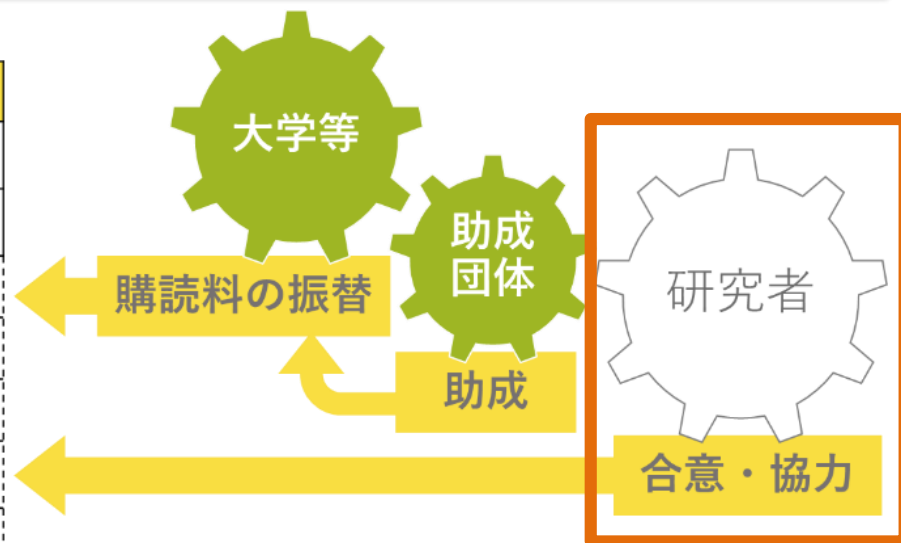 大学等
助成
団体
研究者
購読料の振替
助成
合意・協力